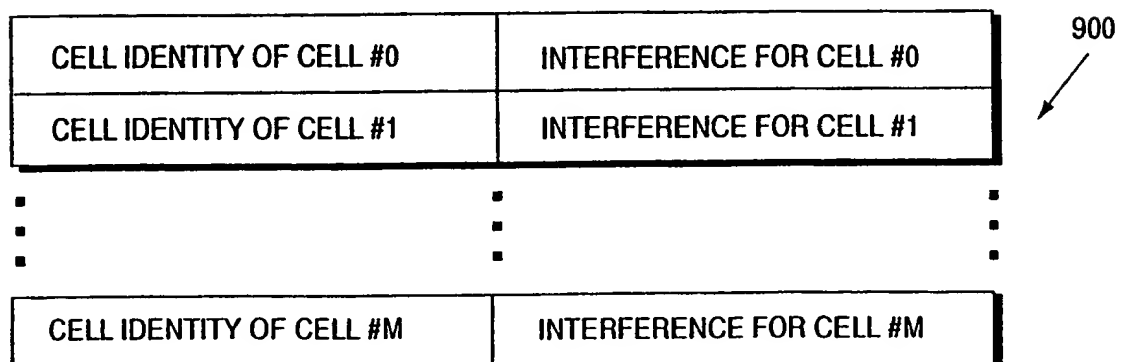 900
CELL IDENTITY OF CELL #0 INTERFERENCE FOR CELL #0
CELL IDENTITY OF CELL #1 INTERFERENCE FOR CELL #1
CELL IDENTITY OF CELL #M INTERFERENCE FOR CELL #M